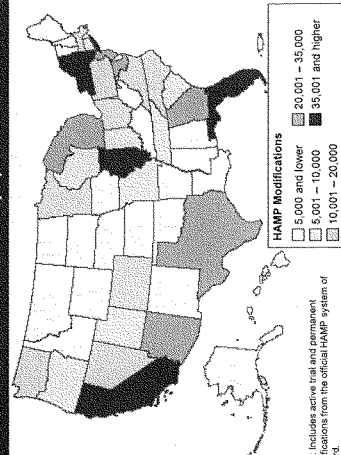 HAMP Modifications
5,000 and lower
5,001 – 10,000
10,001 – 20,000
20,001 – 35,000
35,001 and higher
: Includes active trial and permanent
fications from the official HAMP system of
rd.